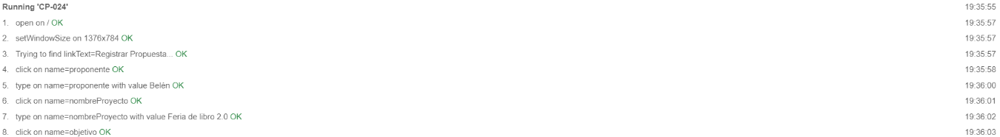 Running 'CP-024' 19:35:55
1. open on / OK 19:35:57
2. setWindowSize on 1376x784 OK 19:35:57
3. Trying to find linkText=Registrar Propuesta... OK 19:35:57
4. click on name=proponente OK 19:35:58
5. type on name=proponente with value Belén OK 19:36:00
6. click on name=nombreProyecto OK 19:36:01
7. type on name=nombreProyecto with value Feria de libro 2.0 OK 19:36:02
8. click on name=objetivo OK 19:36:03